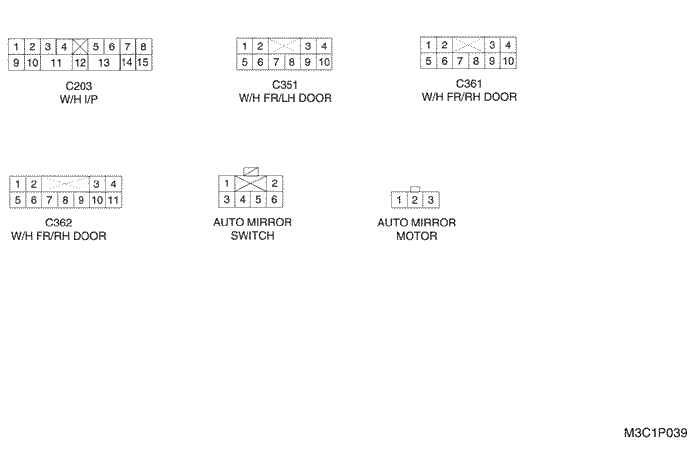 1 2 3 4 5 6 7 8
9 10 11 12 13 14 15
C203
W/H I/P
1 2 3 4
5 6 7 8 9 10
C351
W/H FR/LH DOOR
1 2 3 4
5 6 7 8 9 10
C361
W/H FR/RH DOOR
1 2 3 4
5 6 7 8 9 10 11
C362
W/H FR/RH DOOR
1 2
3 4 5 6
AUTO MIRROR
SWITCH
1 2 3
AUTO MIRROR
MOTOR
M3C1P039